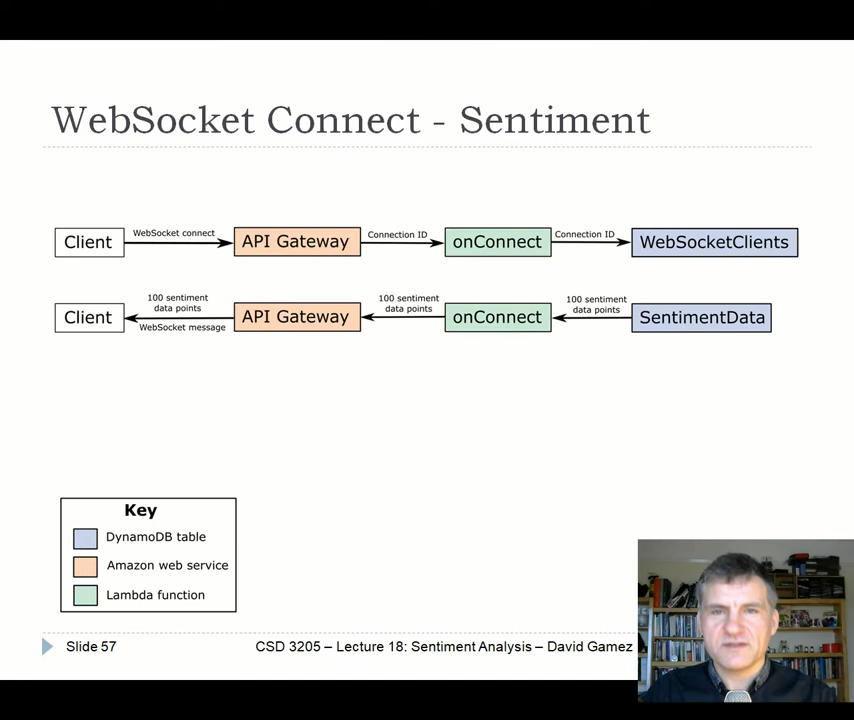 WebSocket Connect - Sentiment
Client
WebSocket connect
API Gateway
Connection ID
onConnect
Connection ID
WebSocketClients
Client
100 sentiment
data points
WebSocket message
API Gateway
100 sentiment
data points
onConnect
100 sentiment
data points
SentimentData
Key
DynamoDB table
Amazon web service
Lambda function
Slide 57
CSD 3205 – Lecture 18: Sentiment Analysis – David Gamez